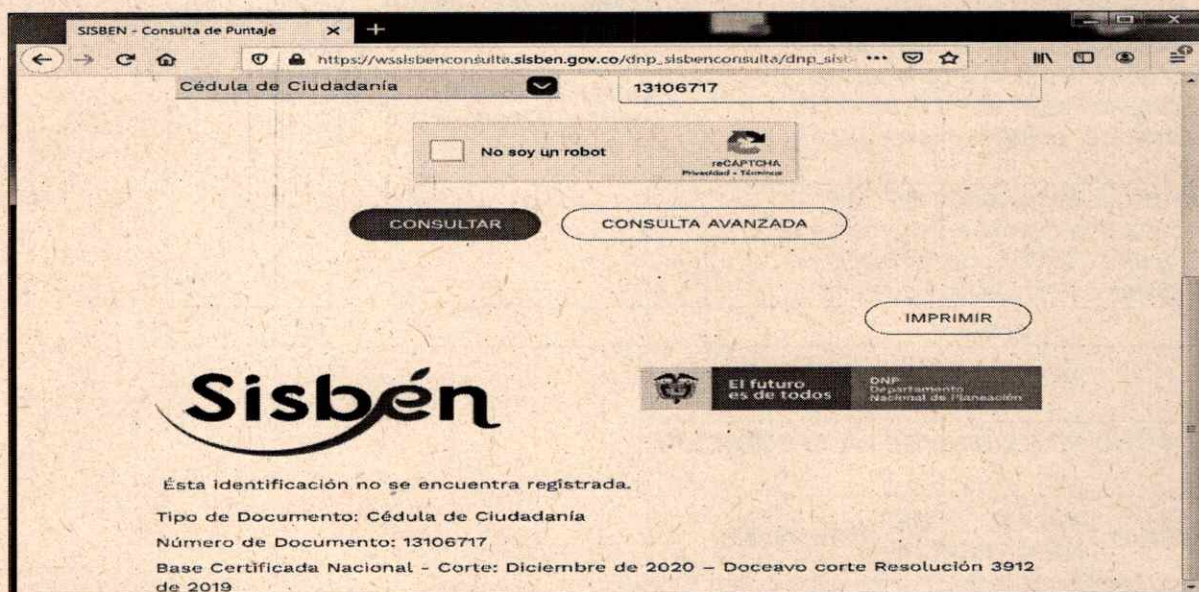 SISBEN - Consulta de Puntaje
https://wssisbenconsulta.sisben.gov.co/dnp_sisbenconsulta/dnp_sist
Cédula de Ciudadanía
13106717
No soy un robot
reCAPTCHA
Privacidad - Términos
CONSULTAR
CONSULTA AVANZADA
IMPRIMIR
Sisbén
El futuro
es de todos
DNP
Departamento
Nacional de Planeación
Ésta identificación no se encuentra registrada.
Tipo de Documento: Cédula de Ciudadanía
Número de Documento: 13106717
Base Certificada Nacional - Corte: Diciembre de 2020 – Doceavo corte Resolución 3912
de 2019